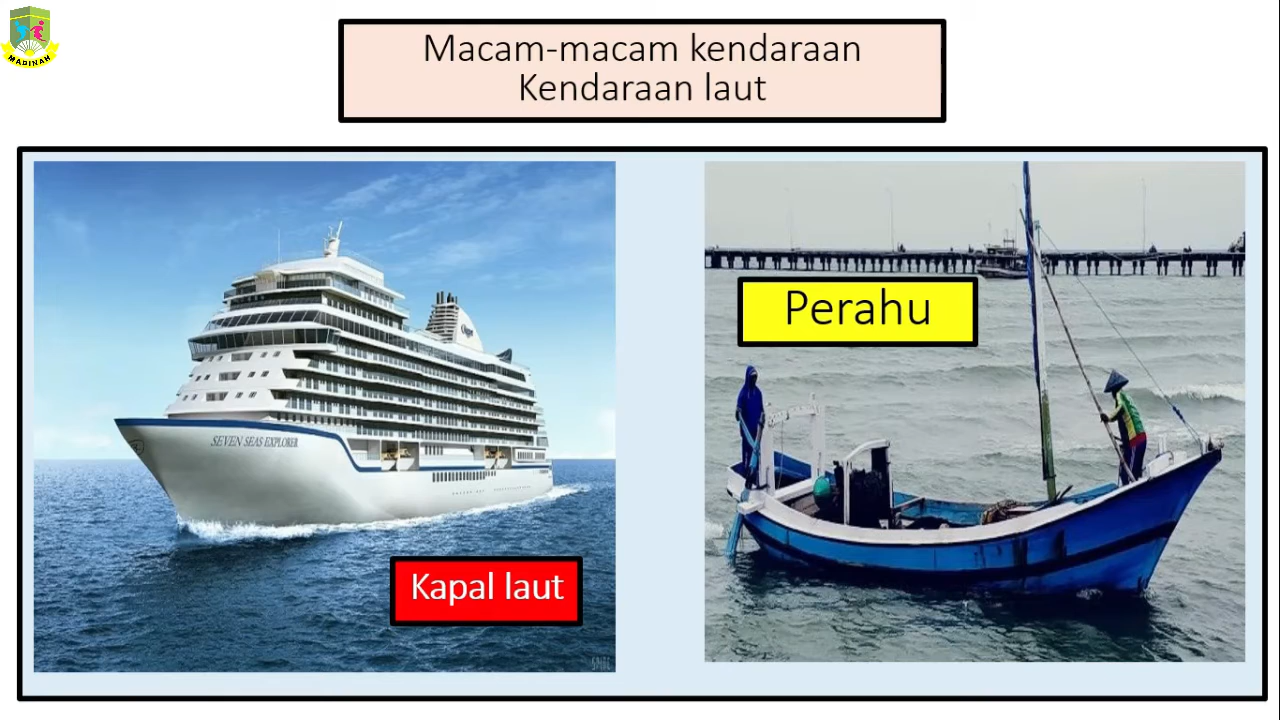 MADINAH
Macam-macam kendaraan
Kendaraan laut
SEVEN SEAS EXPLORER
Kapal laut
Perahu